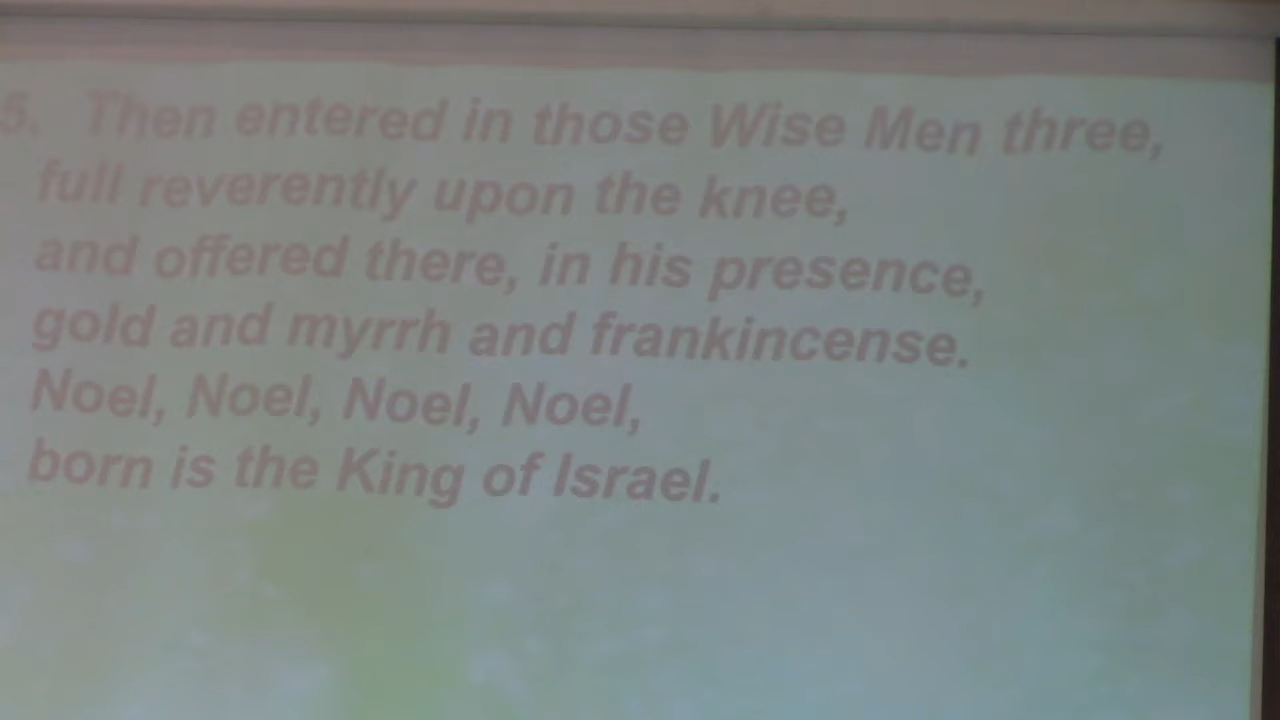 5. Then entered in those Wise Men three,
full reverently upon the knee,
and offered there, in his presence,
gold and myrrh and frankincense.
Noel, Noel, Noel, Noel,
born is the King of Israel.